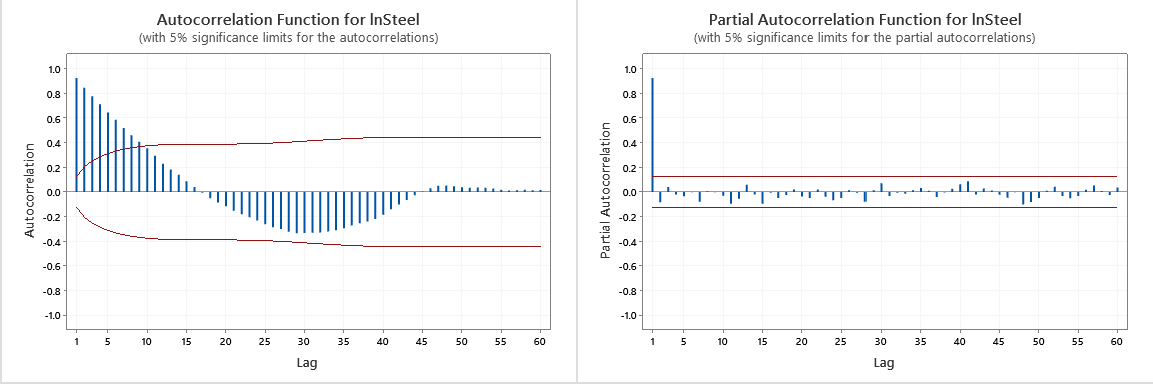 Autocorrelation Function for lnSteel
(with 5% significance limits for the autocorrelations)
1.0
0.8
0.6
0.4
0.2
0.0
-0.2
-0.4
-0.6
-0.8
-1.0
Autocorrelation
1 5 10 15 20 25 30 35 40 45 50 55 60
Lag
Partial Autocorrelation Function for lnSteel
(with 5% significance limits for the partial autocorrelations)
1.0
0.8
0.6
0.4
0.2
0.0
-0.2
-0.4
-0.6
-0.8
-1.0
Partial Autocorrelation
1 5 10 15 20 25 30 35 40 45 50 55 60
Lag